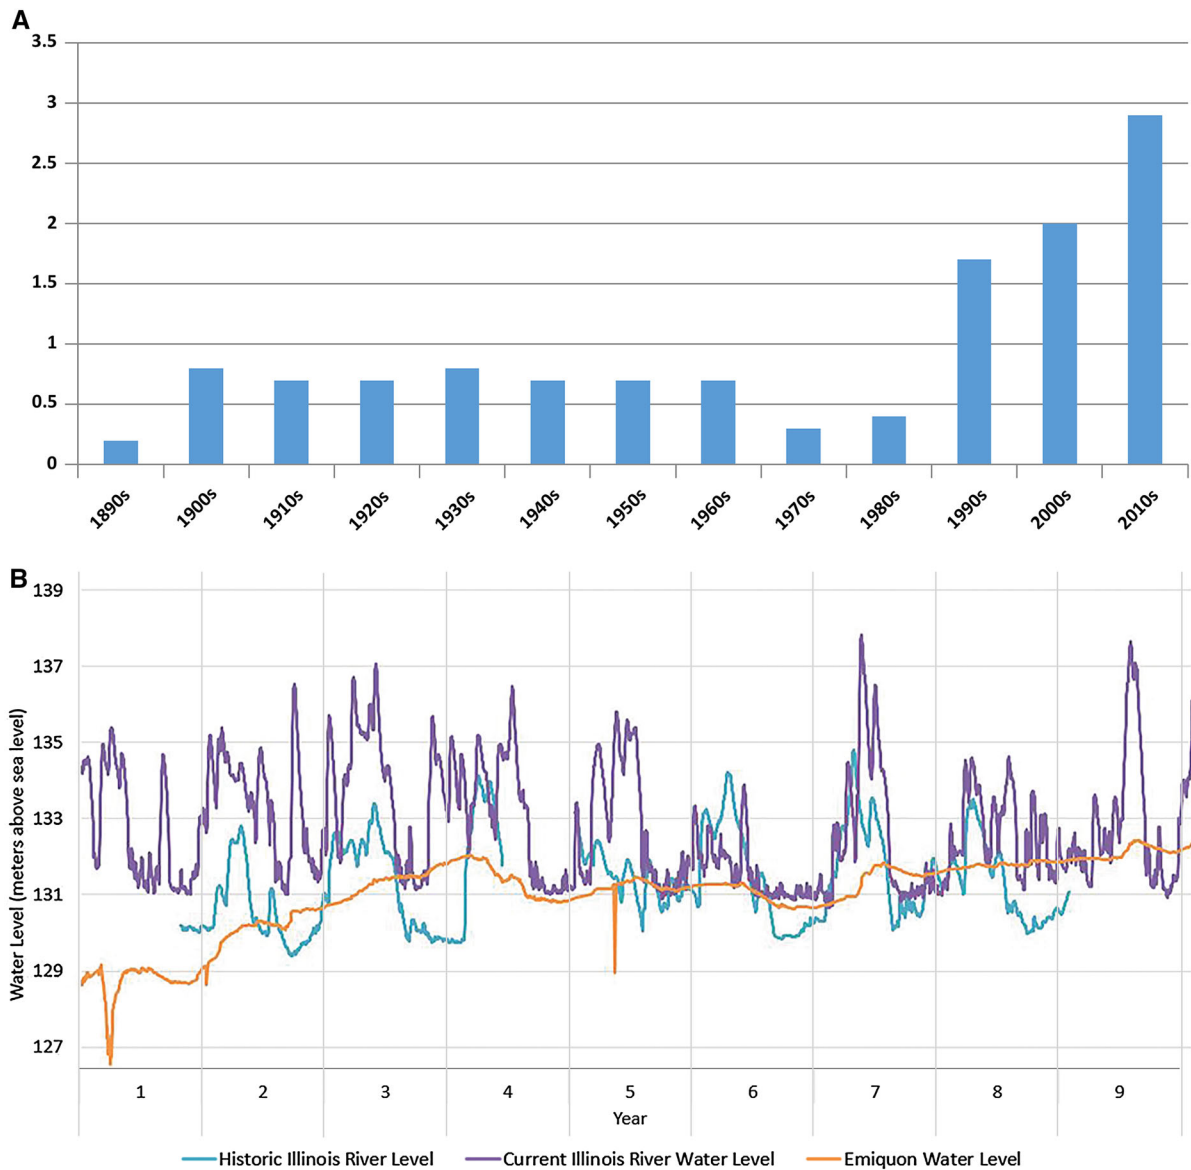 A
3.5
3
2.5
2
1.5
1
0.5
0
1890s 1900s 1910s 1920s 1930s 1940s 1950s 1960s 1970s 1980s 1990s 2000s 2010s
B
139
137
135
133
131
129
127
Water Level (meters above sea level)
1 2 3 4 5 6 7 8 9
Year
Historic Illinois River Level Current Illinois River Water Level Emiquon Water Level